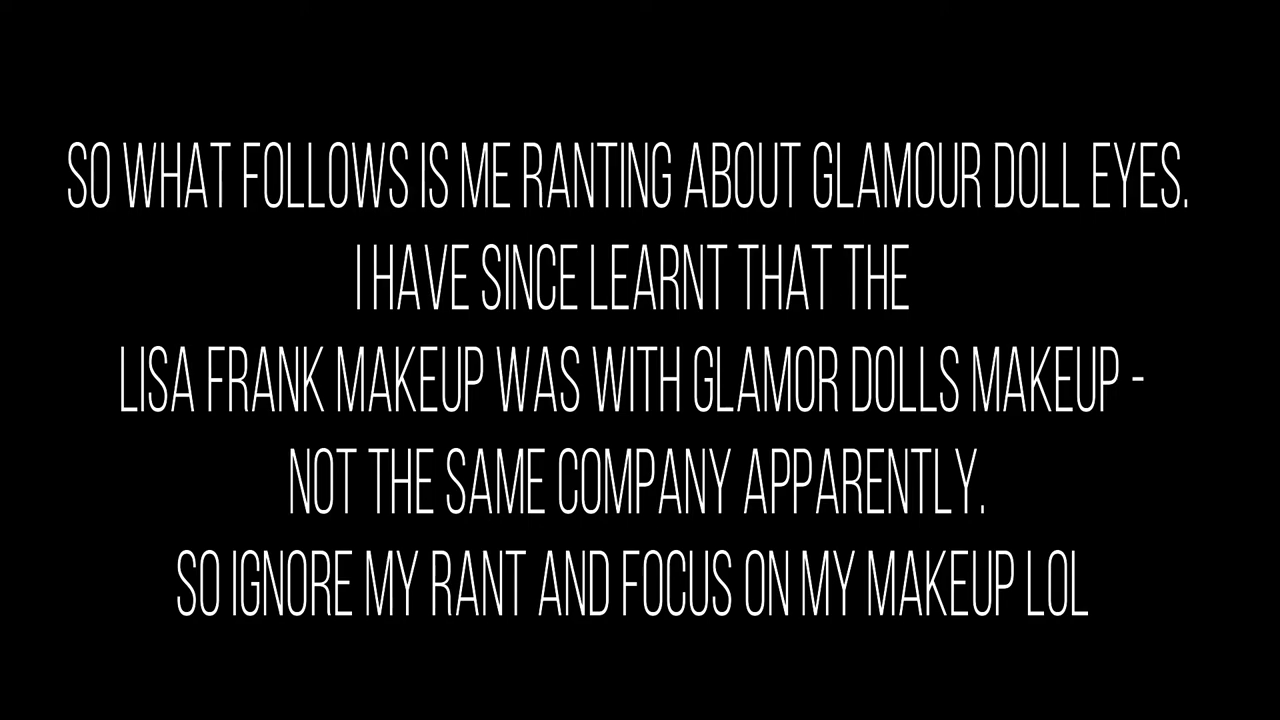 SO WHAT FOLLOWS IS ME RANTING ABOUT GLAMOUR DOLL EYES.
I HAVE SINCE LEARNT THAT THE
LISA FRANK MAKEUP WAS WITH GLAMOR DOLLS MAKEUP -
NOT THE SAME COMPANY APPARENTLY.
SO IGNORE MY RANT AND FOCUS ON MY MAKEUP LOL